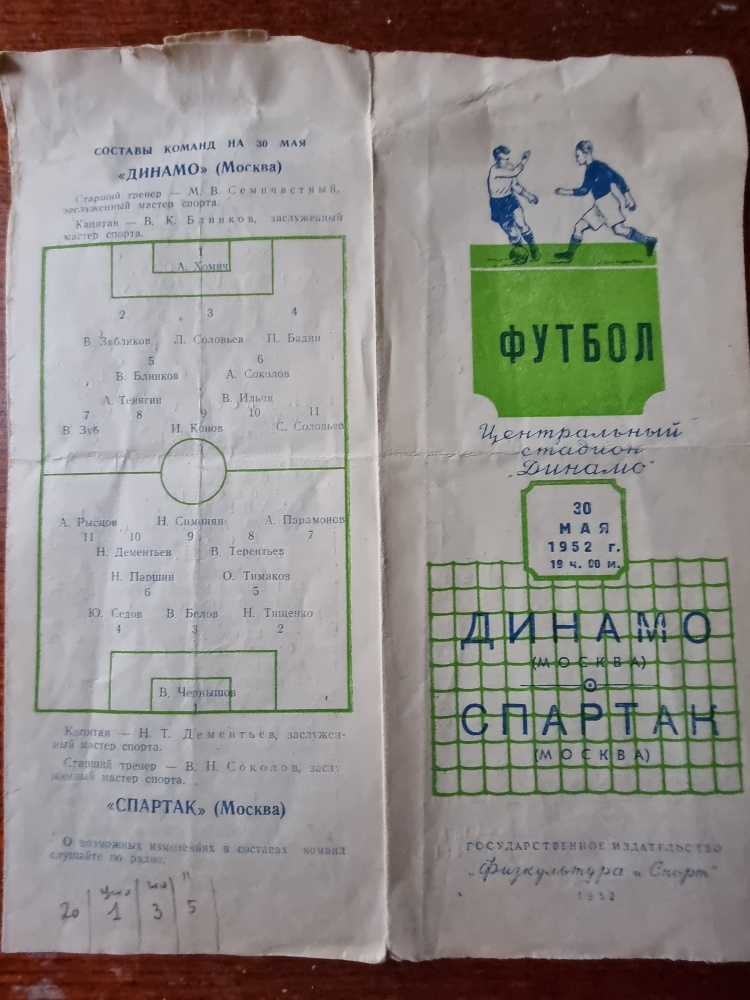 СОСТАВЫ КОМАНД НА 30 МАЯ
«ДИНАМО» (Москва)
Старший тренер — М. В. Семичастный,
заслуженный мастер спорта.
Капитан — В. К. Блинков, заслуженный
мастер спорта.
1
А. Хомич
2 3 4
В. Зябликов Л. Соловьев П. Бадин
5 6
В. Блинков А. Соколов
А. Тенягин В. Ильин
7 8 9 10 11
В. Зуб И. Конов С. Соловьев
А. Рысцов Н. Симонян А. Парамонов
11 10 9 8 7
Н. Дементьев В. Терентьев
Н. Паршин О. Тимаков
6 5
Ю. Седов В. Белов Н. Тищенко
4 3 2
В. Чернышов
1
Капитан — Н. Т. Дементьев, заслужен-
ный мастер спорта.
Старший тренер — В. Н. Соколов, заслу-
женный мастер спорта.
«СПАРТАК» (Москва)
О возможных изменениях в составах команд
слушайте по радио.
20 1 3 5
ФУТБОЛ
Центральный
стадион
„Динамо"
30
МАЯ
1952 г.
19 ч. 00 м.
ДИНАМО
(МОСКВА)
СПАРТАК
(МОСКВА)
ГОСУДАРСТВЕННОЕ ИЗДАТЕЛЬСТВО
„Физкультура и Спорт"
1952